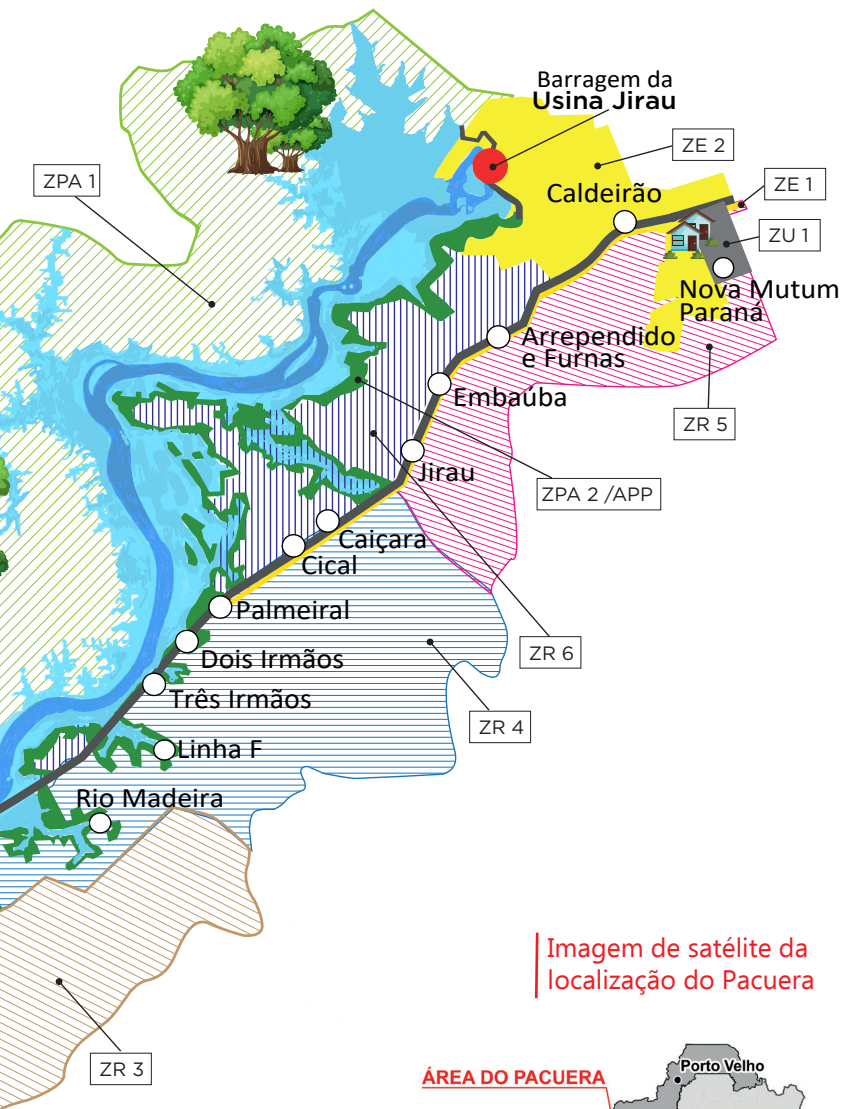 Barragem da
Usina Jirau
ZE 2
ZPA 1
ZE 1
Caldeirão
ZU 1
Nova Mutum
Paraná
Arrependido
e Furnas
Embaúba
ZR 5
Jirau
ZPA 2 /APP
Caiçara
Cical
Palmeiral
Dois Irmãos
ZR 6
Três Irmãos
ZR 4
Linha F
Rio Madeira
Imagem de satélite da
localização do Pacuera
ZR 3
Porto Velho
ÁREA DO PACUERA